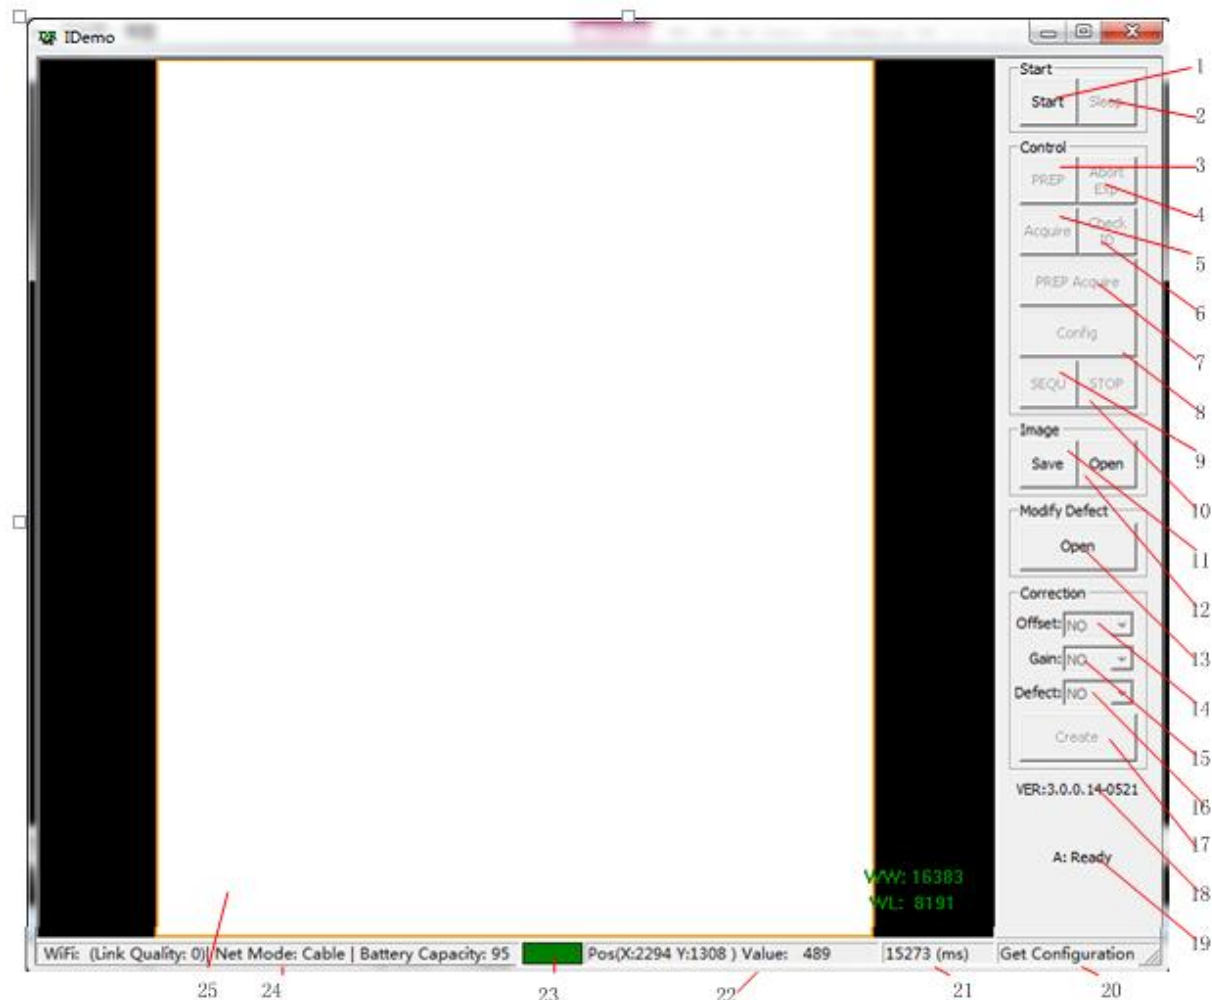 IDemo
Start
Start Sleep
Control
PREP Abort Exp
Acquire Check ID
PREP Acquire
Config
SEQU STOP
Image
Save Open
Modify Defect
Open
Correction
Offset: NO
Gain: NO
Defect: NO
Create
VER:3.0.0.14-0521
A: Ready
WW: 16383
WL: 8191
WiFi: (Link Quality: 0)| Net Mode: Cable | Battery Capacity: 95 Pos(X:2294 Y:1308 ) Value: 489 15273 (ms) Get Configuration
1
2
3
4
5
6
7
8
9
10
11
12
13
14
15
16
17
18
19
25 24 23 22 21 20